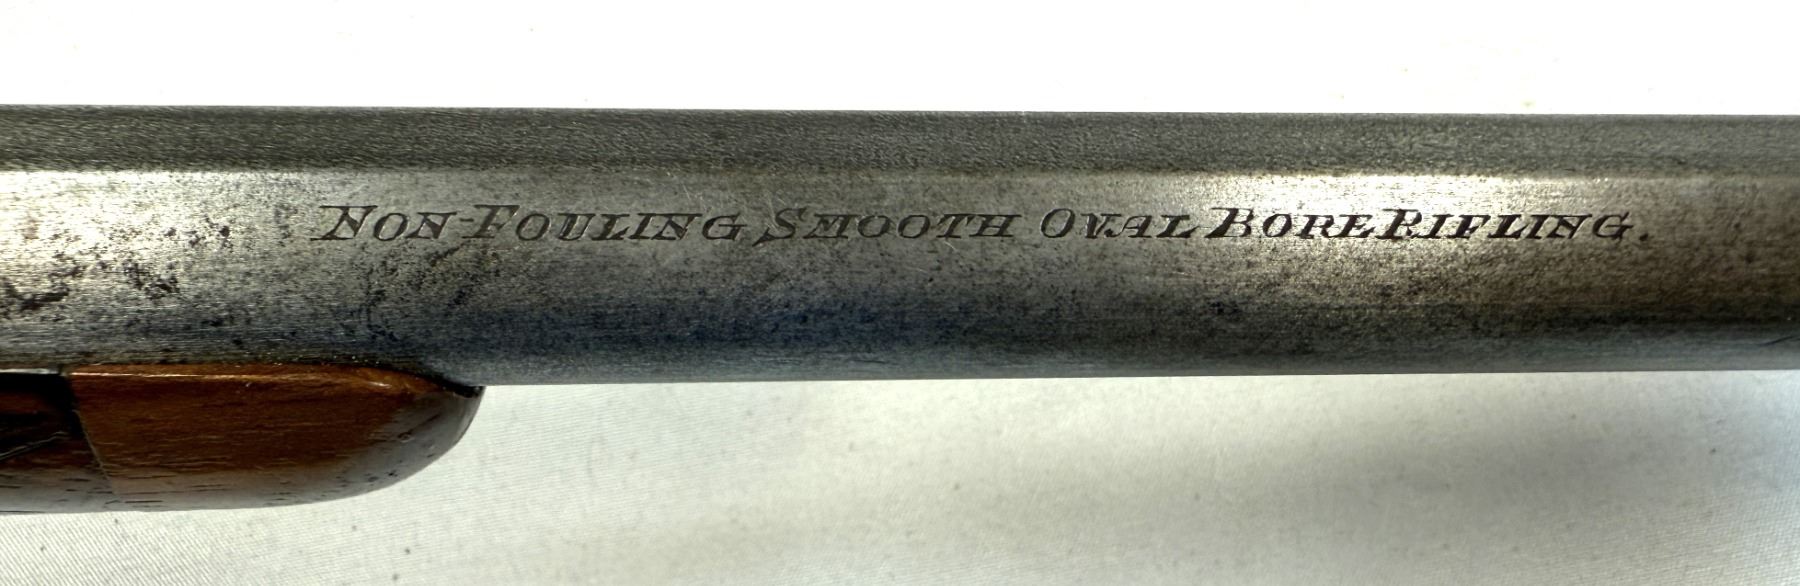 NON-FOULING SMOOTH OVAL BORE RIFLING.